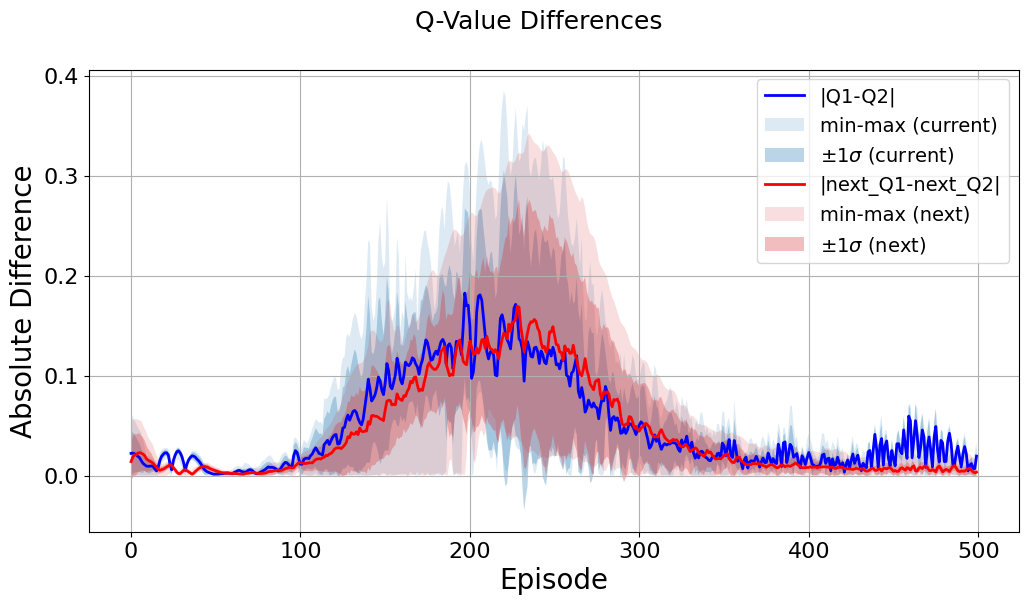 Q-Value Differences
Absolute Difference
0.4
0.3
0.2
0.1
0.0
|Q1-Q2|
min-max (current)
±1σ (current)
|next_Q1-next_Q2|
min-max (next)
±1σ (next)
0 100 200 300 400 500
Episode